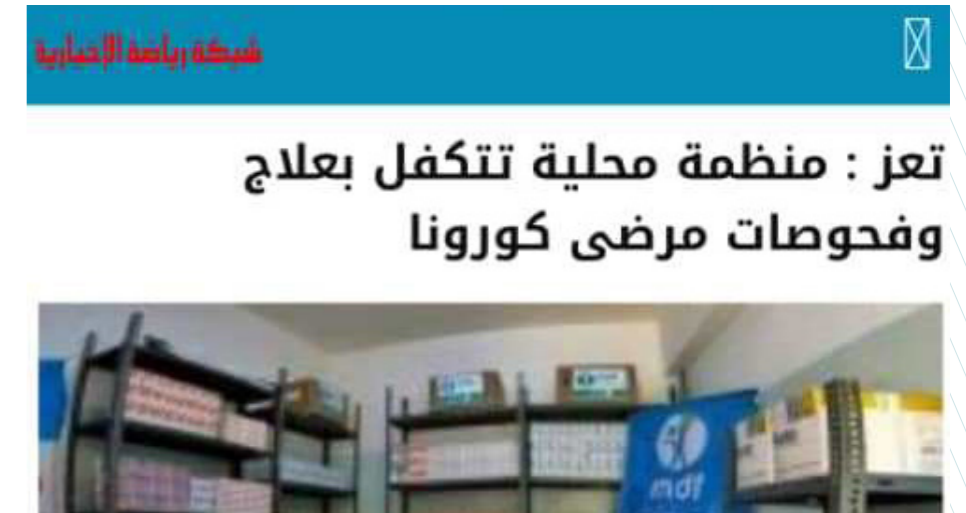 شبكة رياضة الإخبارية
تعز : منظمة محلية تتكفل بعلاج
وفحوصات مرضى كورونا
mdf